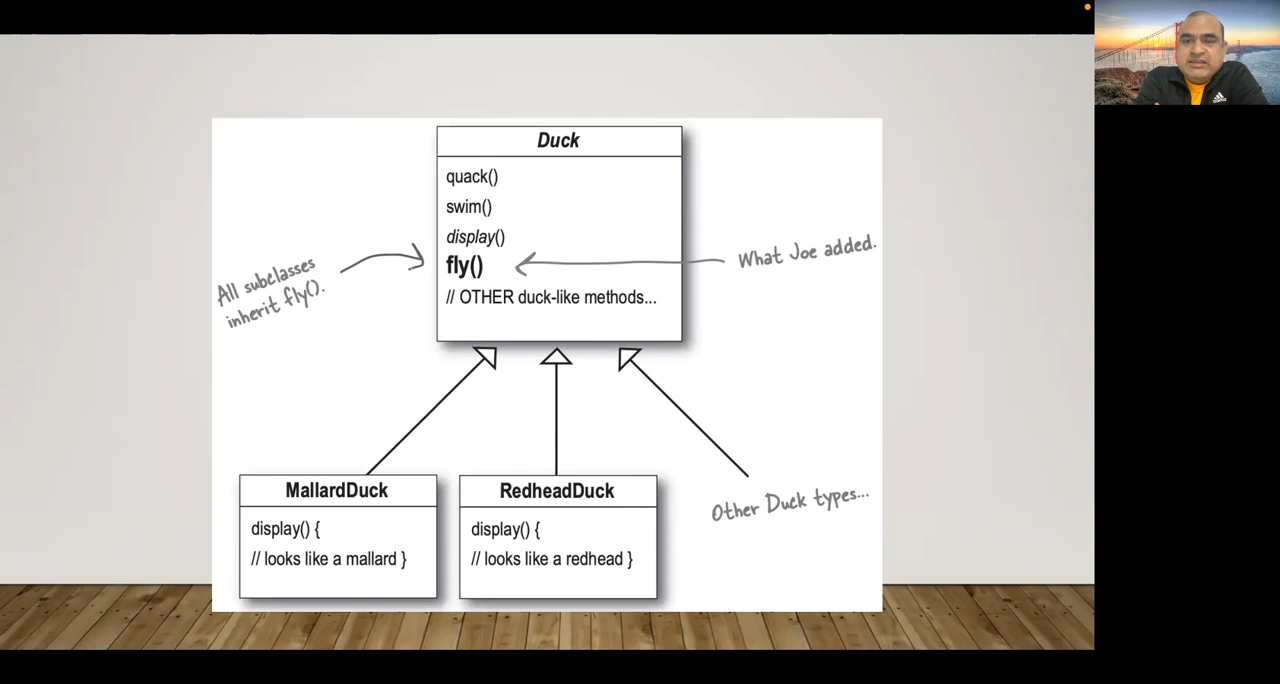 Duck
quack()
swim()
display()
fly()
// OTHER duck-like methods...
All subclasses
inherit fly().
What Joe added.
MallardDuck
display() {
// looks like a mallard }
RedheadDuck
display() {
// looks like a redhead }
Other Duck types...